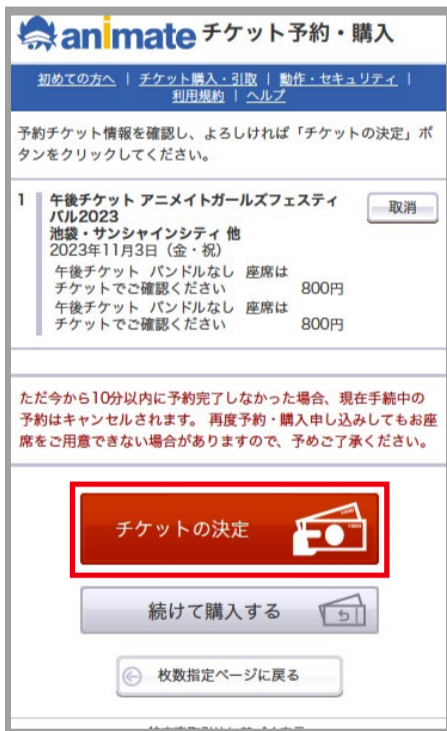 animate チケット予約・購入
初めての方へ | チケット購入・引取 | 動作・セキュリティ |
利用規約 | ヘルプ
予約チケット情報を確認し、よろしければ「チケットの決定」ボ
タンをクリックしてください。
1 午後チケット アニメイトガールズフェスティ 取消
バル2023
池袋・サンシャインシティ 他
2023年11月3日（金・祝）
午後チケット バンドルなし 座席は
チケットでご確認ください 800円
午後チケット バンドルなし 座席は
チケットでご確認ください 800円
ただ今から10分以内に予約完了しなかった場合、現在手続中の
予約はキャンセルされます。 再度予約・購入申し込みしてもお座
席をご用意できない場合がありますので、予めご了承ください。
チケットの決定
続けて購入する
枚数指定ページに戻る